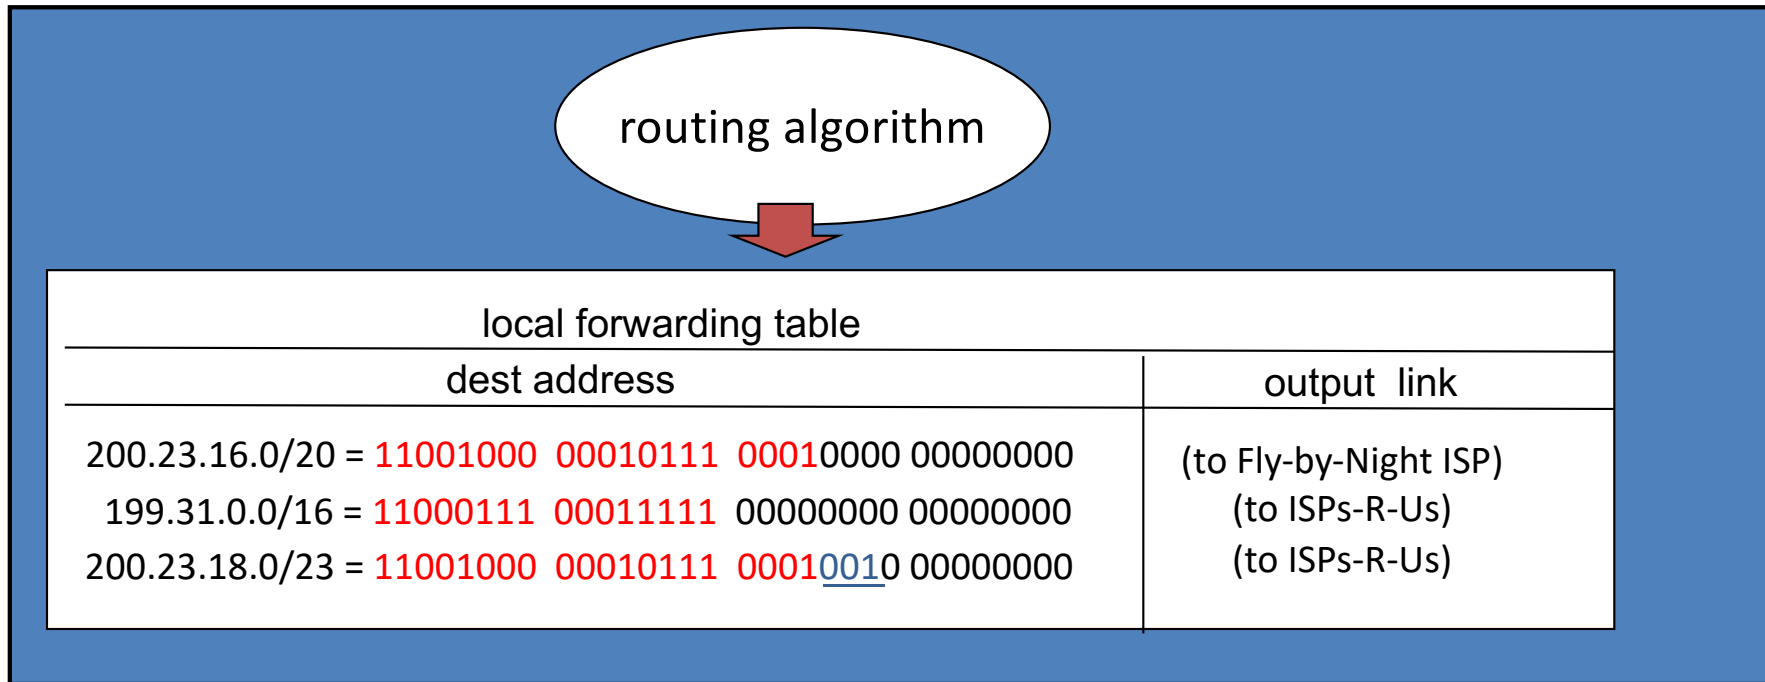 routing algorithm
local forwarding table
dest address output link
200.23.16.0/20 = 11001000 00010111 00010000 00000000 (to Fly-by-Night ISP)
199.31.0.0/16 = 11000111 00011111 00000000 00000000 (to ISPs-R-Us)
200.23.18.0/23 = 11001000 00010111 00010010 00000000 (to ISPs-R-Us)